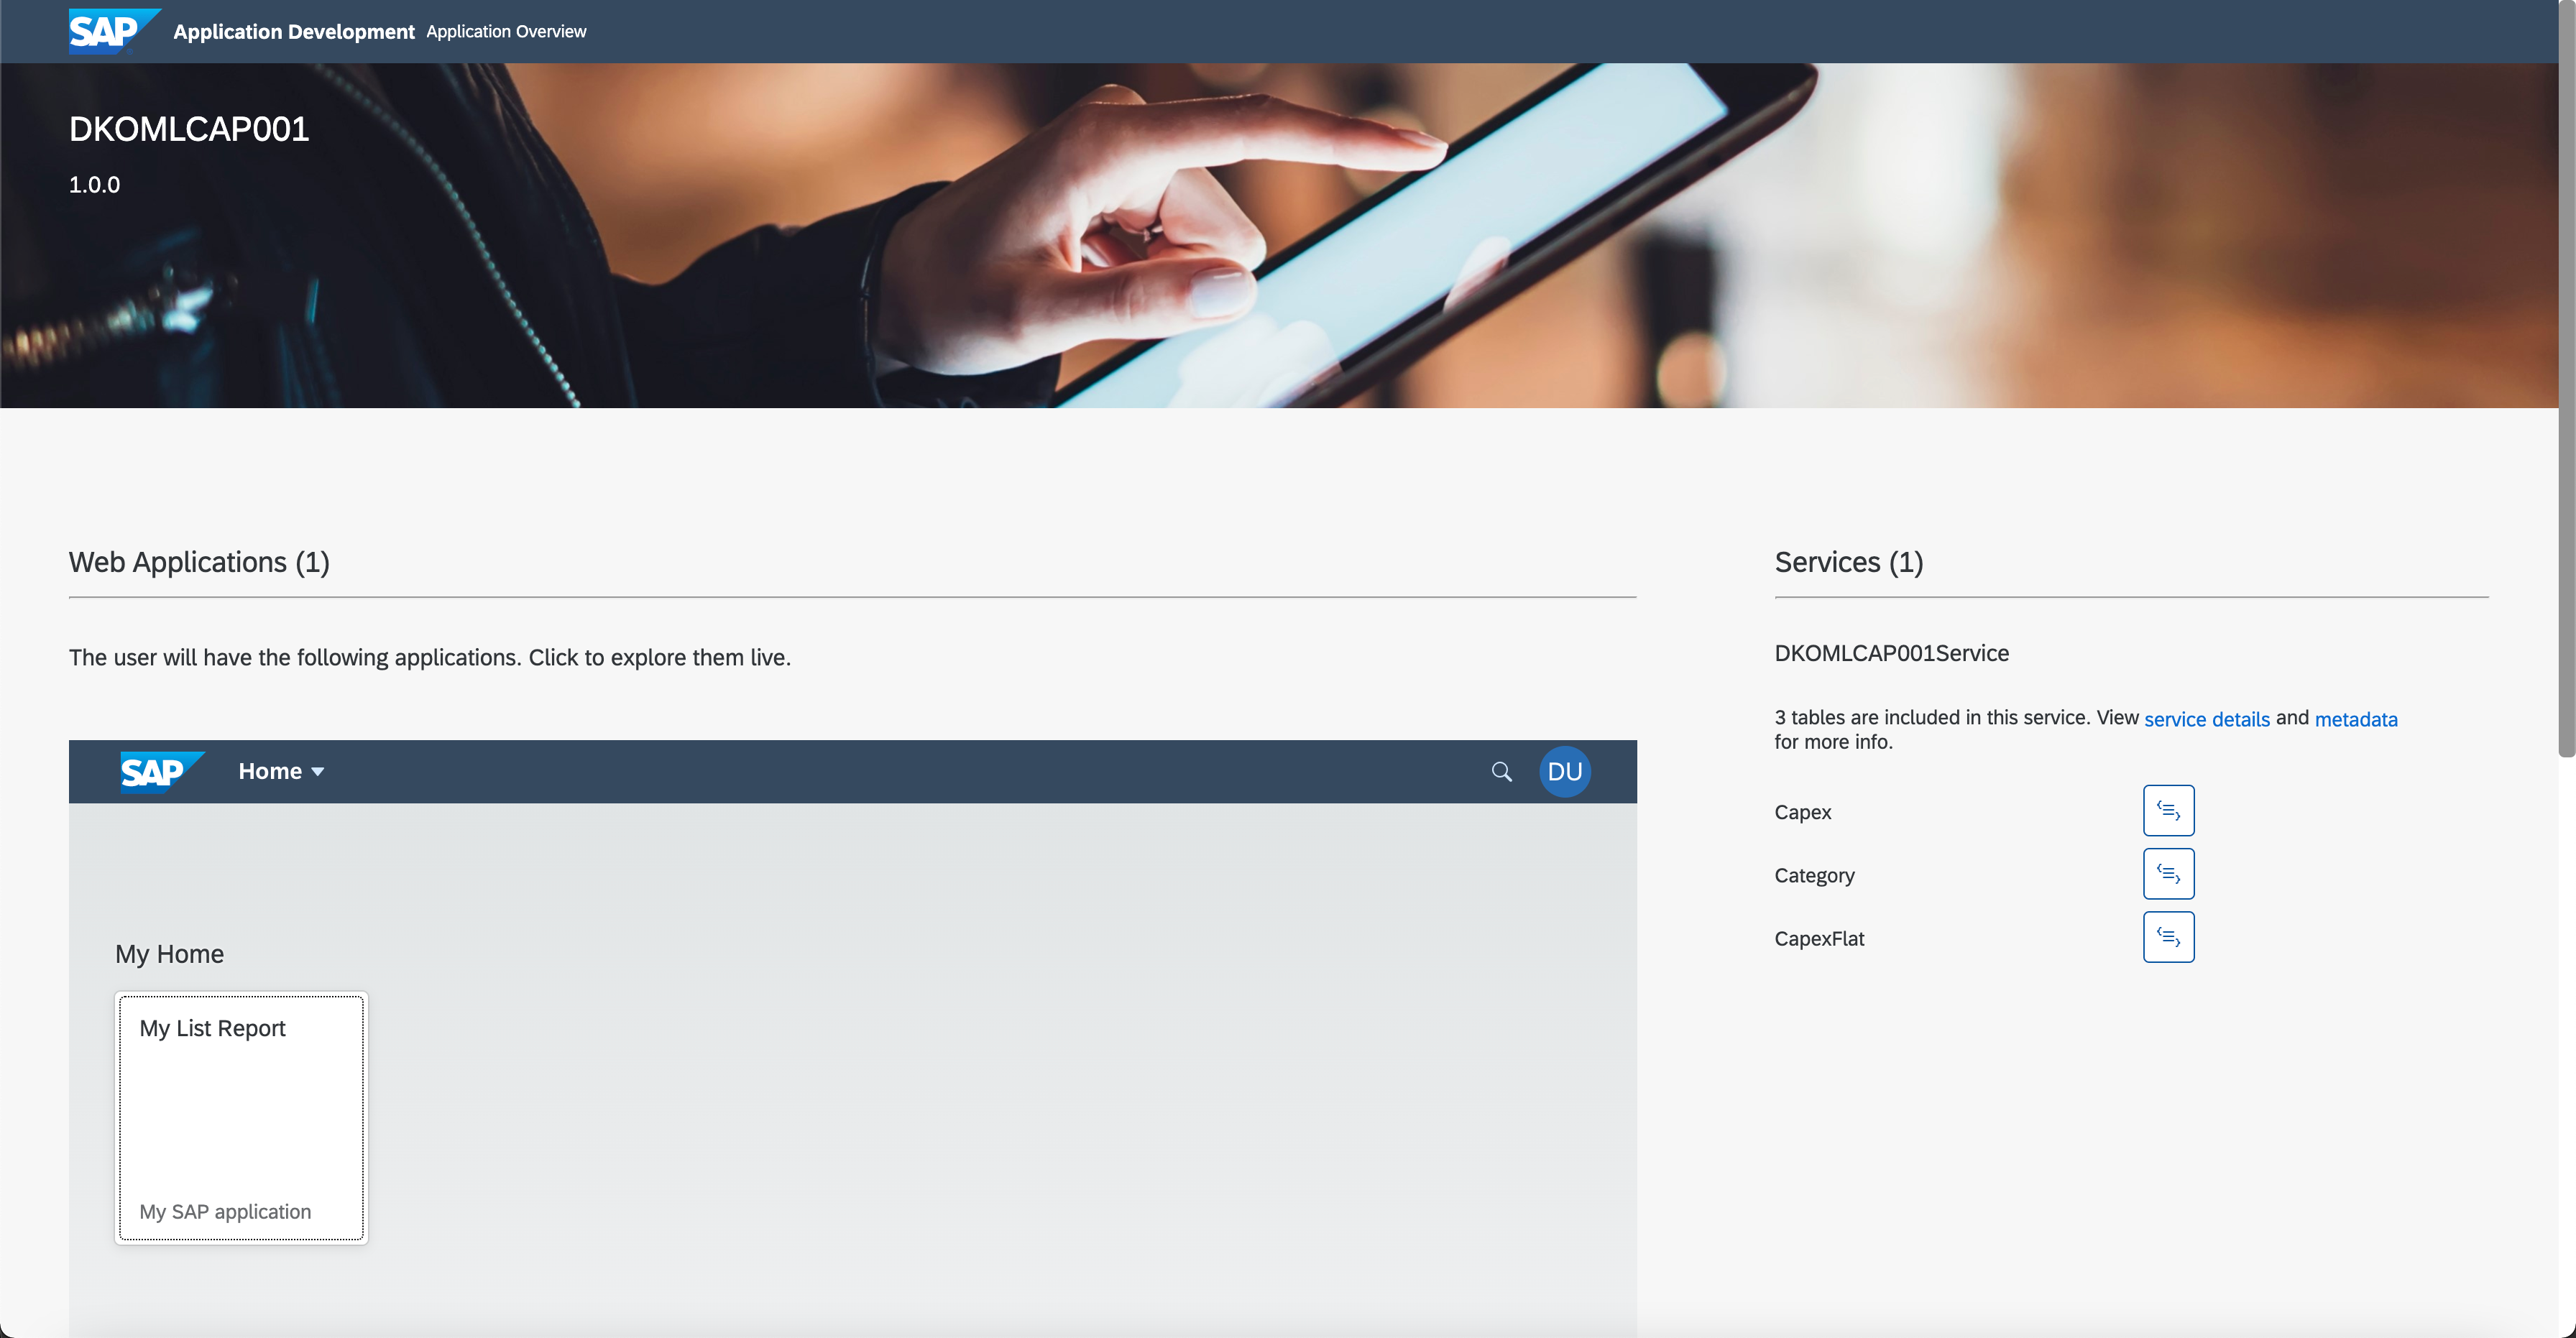 SAP Application Development Application Overview
DKOMLCAP001
1.0.0
Web Applications (1)
The user will have the following applications. Click to explore them live.
SAP Home DU
My Home
My List Report
My SAP application
Services (1)
DKOMLCAP001Service
3 tables are included in this service. View service details and metadata
for more info.
Capex
Category
CapexFlat